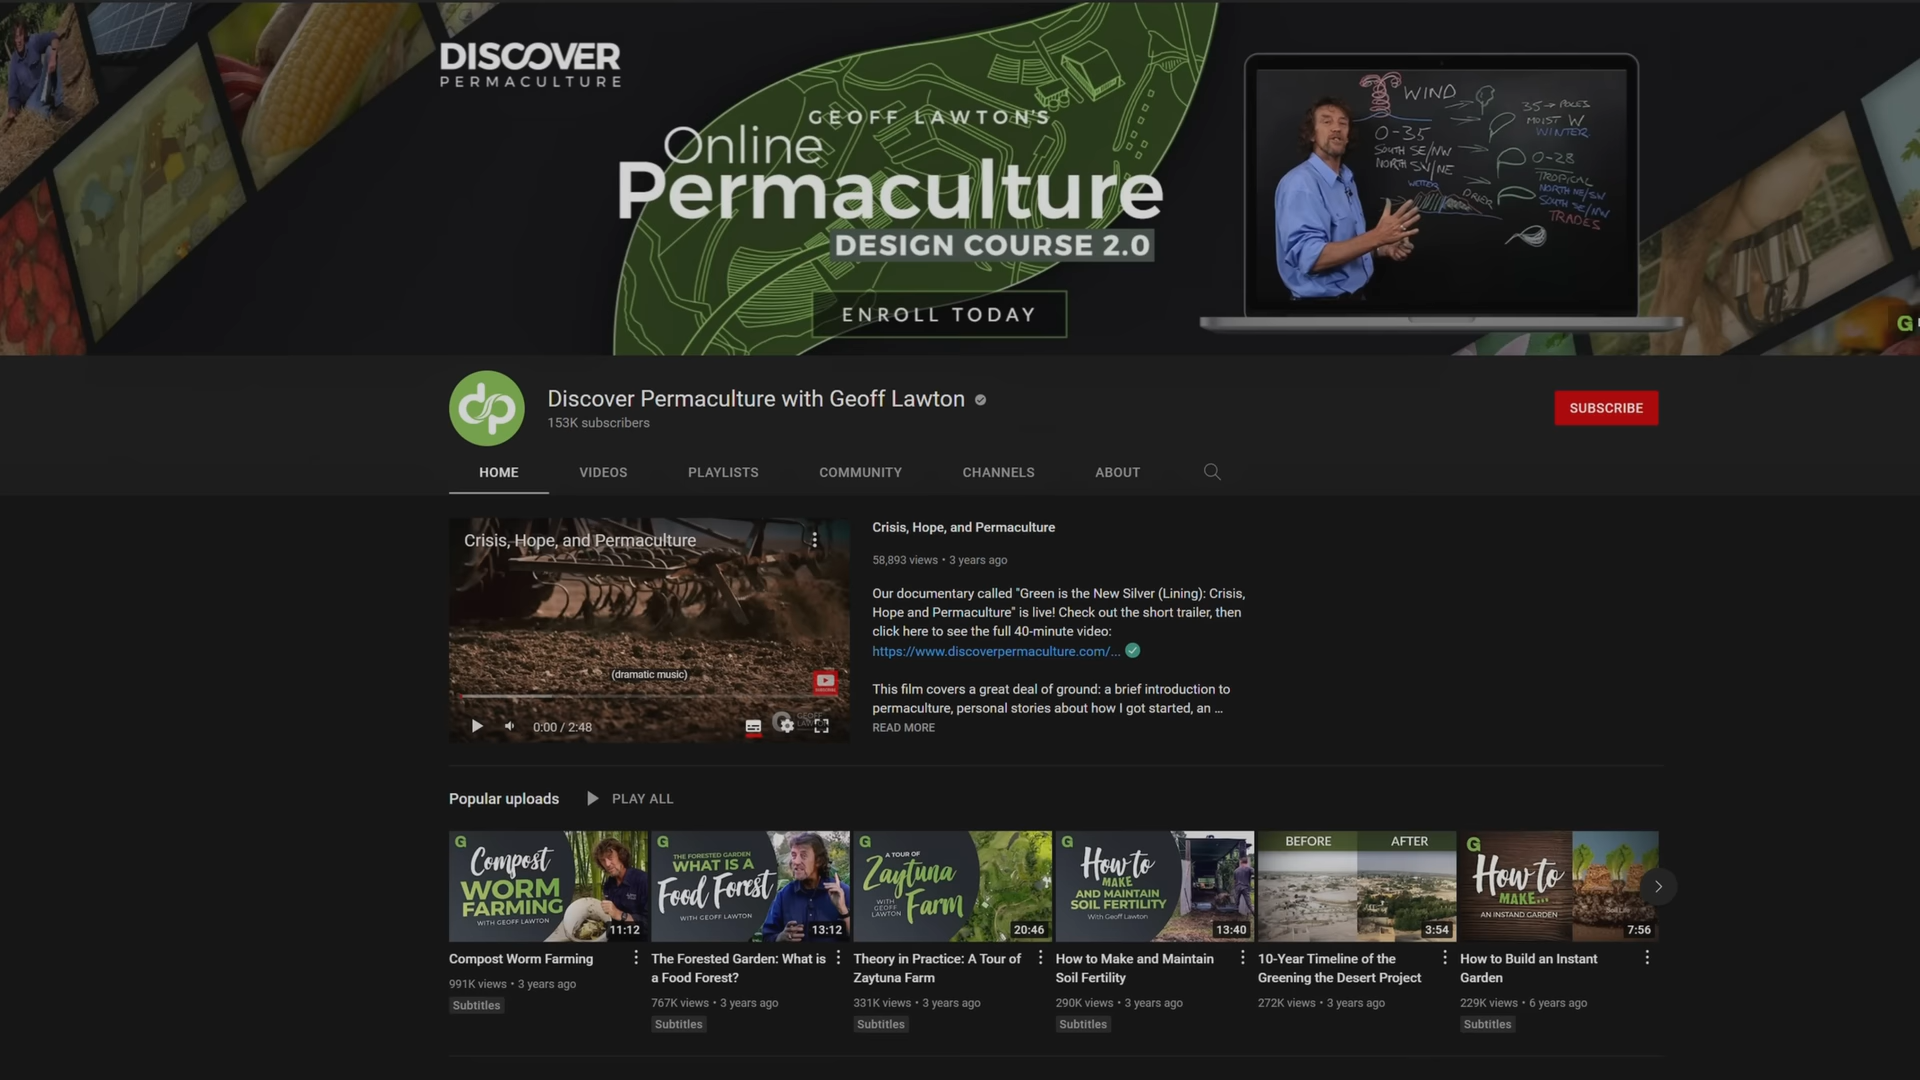 DISCOVER
PERMACULTURE
GEOFF LAWTON'S
Online
Permaculture
DESIGN COURSE 2.0
ENROLL TODAY
WIND
0-35
SOUTH SE/NW
NORTH SW/NE
WETTER
DRIER
35→POLES
MOIST W
WINTER
0-28
TROPICAL
NORTH NE/SW
SOUTH SE/NW
TRADES
G
dp
Discover Permaculture with Geoff Lawton
153K subscribers
SUBSCRIBE
HOME
VIDEOS
PLAYLISTS
COMMUNITY
CHANNELS
ABOUT
Crisis, Hope, and Permaculture
(dramatic music)
0:00 / 2:48
Crisis, Hope, and Permaculture
58,893 views • 3 years ago
Our documentary called "Green is the New Silver (Lining): Crisis,
Hope and Permaculture" is live! Check out the short trailer, then
click here to see the full 40-minute video:
https://www.discoverpermaculture.com/...
This film covers a great deal of ground: a brief introduction to
permaculture, personal stories about how I got started, an ...
READ MORE
Popular uploads
PLAY ALL
G
Compost
WORM
FARMING
WITH GEOFF LAWTON
11:12
Compost Worm Farming
991K views • 3 years ago
Subtitles
G
THE FORESTED GARDEN:
WHAT IS A
Food Forest
WITH GEOFF LAWTON
13:12
The Forested Garden: What is
a Food Forest?
767K views • 3 years ago
Subtitles
G
A TOUR OF
Zaytuna
WITH
GEOFF
LAWTON
Farm
20:46
Theory in Practice: A Tour of
Zaytuna Farm
331K views • 3 years ago
Subtitles
G
How to
MAKE
AND MAINTAIN
SOIL FERTILITY
With Geoff Lawton
13:40
How to Make and Maintain
Soil Fertility
290K views • 3 years ago
Subtitles
BEFORE
AFTER
3:54
10-Year Timeline of the
Greening the Desert Project
272K views • 3 years ago
G
How to
MAKE...
AN INSTAND GARDEN
7:56
How to Build an Instant
Garden
229K views • 6 years ago
Subtitles